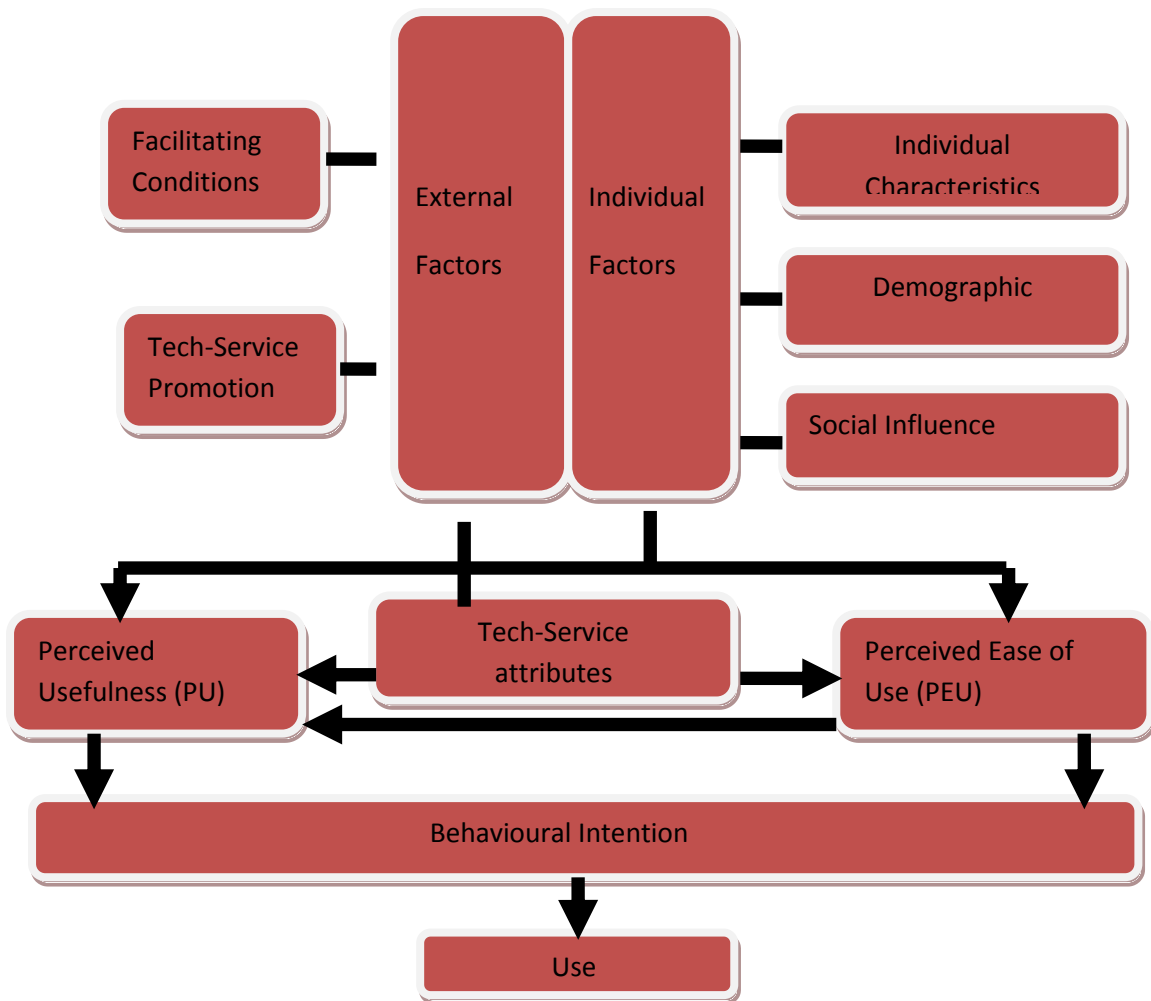 Facilitating
Conditions
Tech-Service
Promotion
External
Factors
Individual
Factors
Individual
Characteristics
Demographic
Social Influence
Perceived
Usefulness (PU)
Tech-Service
attributes
Perceived Ease of
Use (PEU)
Behavioural Intention
Use